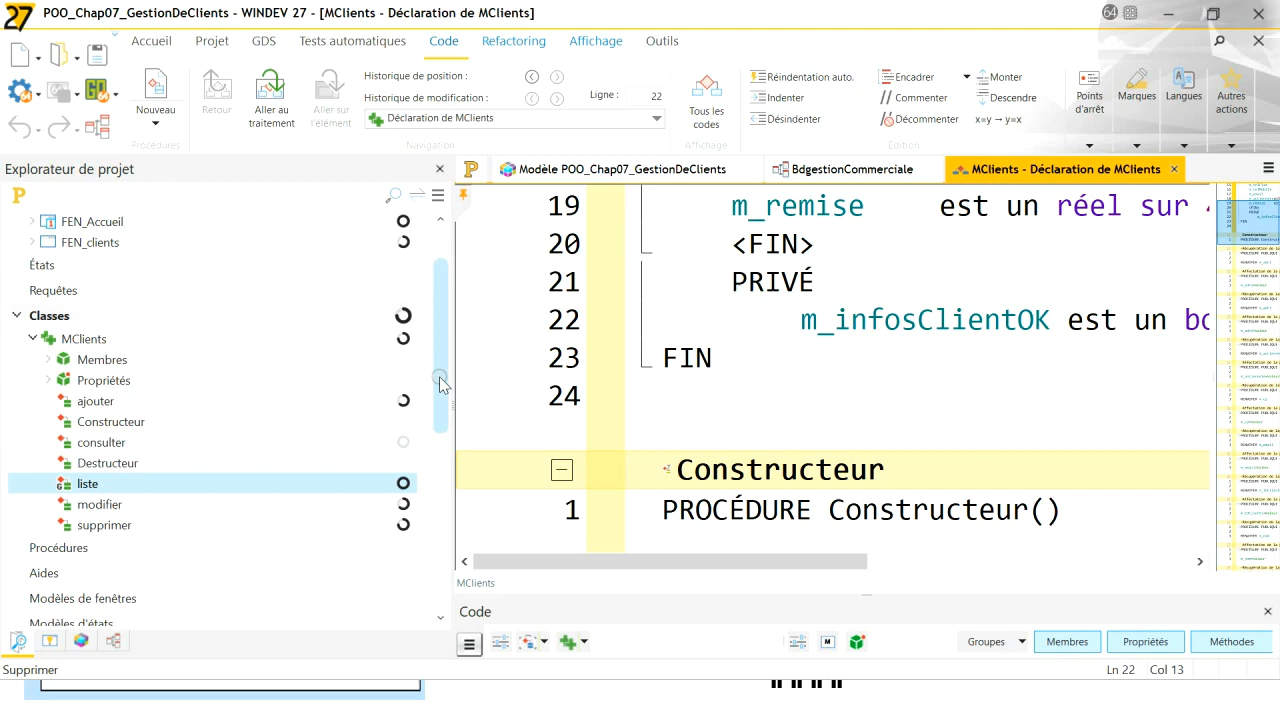 27 POO_Chap07_GestionDeClients - WINDEV 27 - [MClients - Déclaration de MClients]
64
Accueil Projet GDS Tests automatiques Code Refactoring Affichage Outils
Nouveau
Procédures
Retour
Aller au traitement
Aller sur l'élément
Historique de position :
Historique de modification :
Ligne : 22
Déclaration de MClients
Navigation
Tous les codes
Affichage
Réindentation auto.
Indenter
Désindenter
Encadrer
// Commenter
Décommenter
Monter
Descendre
x=y → y=x
Edition
Points d'arrêt
Marques
Langues
Autres actions
Explorateur de projet
Modèle POO_Chap07_GestionDeClients
BdgestionCommerciale
MClients - Déclaration de MClients
FEN_Accueil
FEN_clients
États
Requêtes
Classes
MClients
Membres
Propriétés
ajouter
Constructeur
consulter
Destructeur
liste
modifier
supprimer
Procédures
Aides
Modèles de fenêtres
Modèles d'états
19 m_remise est un réel sur
20 <FIN>
21 PRIVÉ
22 m_infosClientOK est un bo
23 FIN
24
Constructeur
1 PROCÉDURE Constructeur()
MClients
Code
Groupes Membres Propriétés Méthodes
Supprimer
Ln 22 Col 13